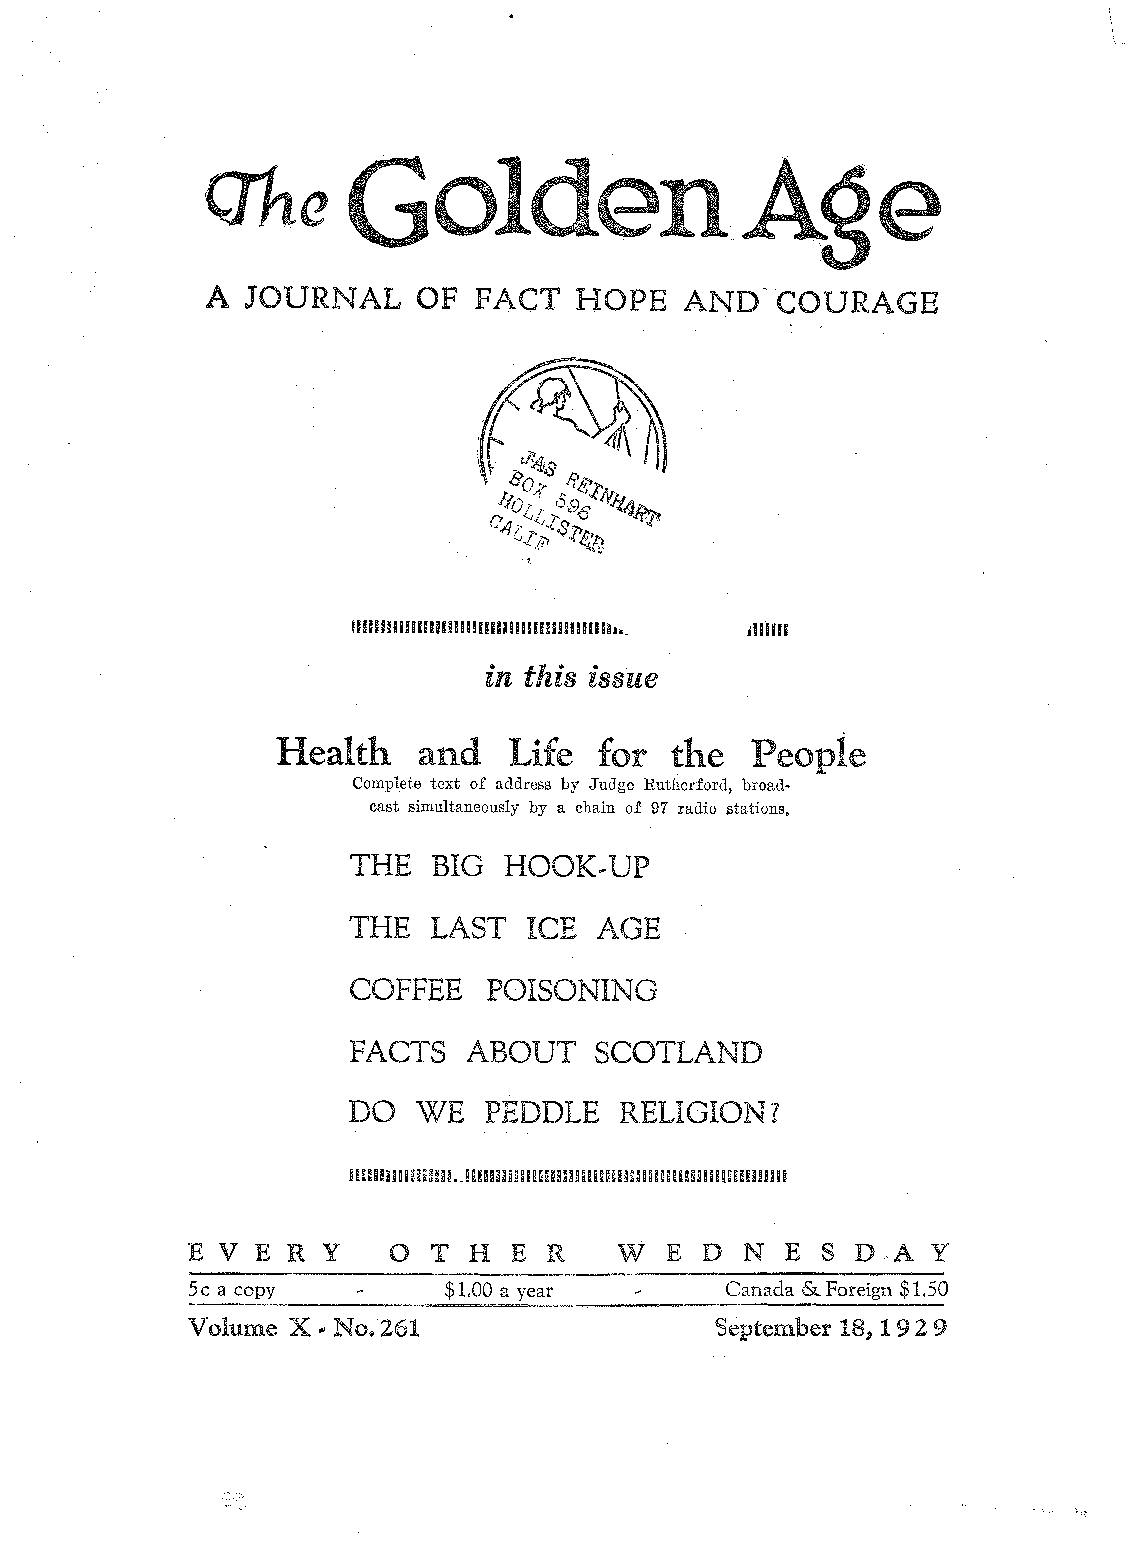 The Golden Age
A JOURNAL OF FACT HOPE AND COURAGE
JAS REINHART
BOX 596
HOLLISTER
CALIF
in this issue
Health and Life for the People
Complete text of address by Judge Rutherford, broad-
cast simultaneously by a chain of 97 radio stations.
THE BIG HOOK-UP
THE LAST ICE AGE
COFFEE POISONING
FACTS ABOUT SCOTLAND
DO WE PEDDLE RELIGION?
EVERY OTHER WEDNESDAY
5c a copy - $1.00 a year - Canada & Foreign $1.50
Volume X - No. 261 September 18, 1929